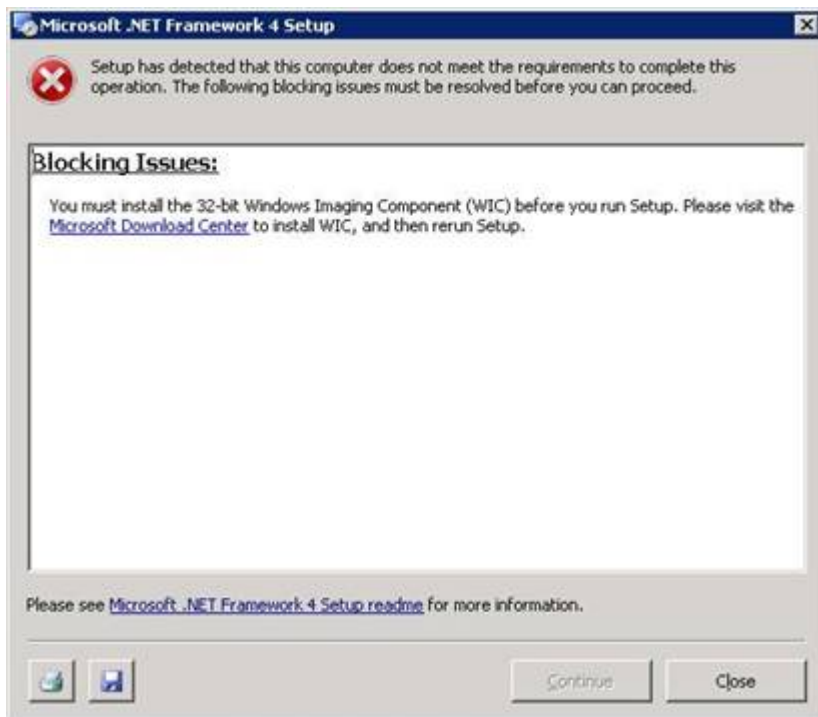 Microsoft .NET Framework 4 Setup
Setup has detected that this computer does not meet the requirements to complete this
operation. The following blocking issues must be resolved before you can proceed.
Blocking Issues:
You must install the 32-bit Windows Imaging Component (WIC) before you run Setup. Please visit the
Microsoft Download Center to install WIC, and then rerun Setup.
Please see Microsoft .NET Framework 4 Setup readme for more information.
Continue
Close